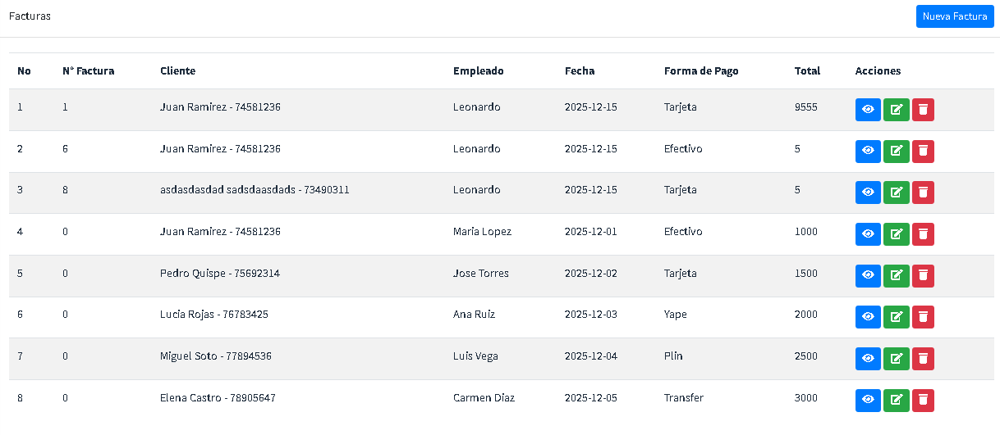 Facturas Nueva Factura
No N° Factura Cliente Empleado Fecha Forma de Pago Total Acciones
1 1 Juan Ramirez - 74581236 Leonardo 2025-12-15 Tarjeta 9555
2 6 Juan Ramirez - 74581236 Leonardo 2025-12-15 Efectivo 5
3 8 asdasdasdad sadsdaasdads - 73490311 Leonardo 2025-12-15 Tarjeta 5
4 0 Juan Ramirez - 74581236 Maria Lopez 2025-12-01 Efectivo 1000
5 0 Pedro Quispe - 75692314 Jose Torres 2025-12-02 Tarjeta 1500
6 0 Lucia Rojas - 76783425 Ana Ruiz 2025-12-03 Yape 2000
7 0 Miguel Soto - 77894536 Luis Vega 2025-12-04 Plin 2500
8 0 Elena Castro - 78905647 Carmen Diaz 2025-12-05 Transfer 3000